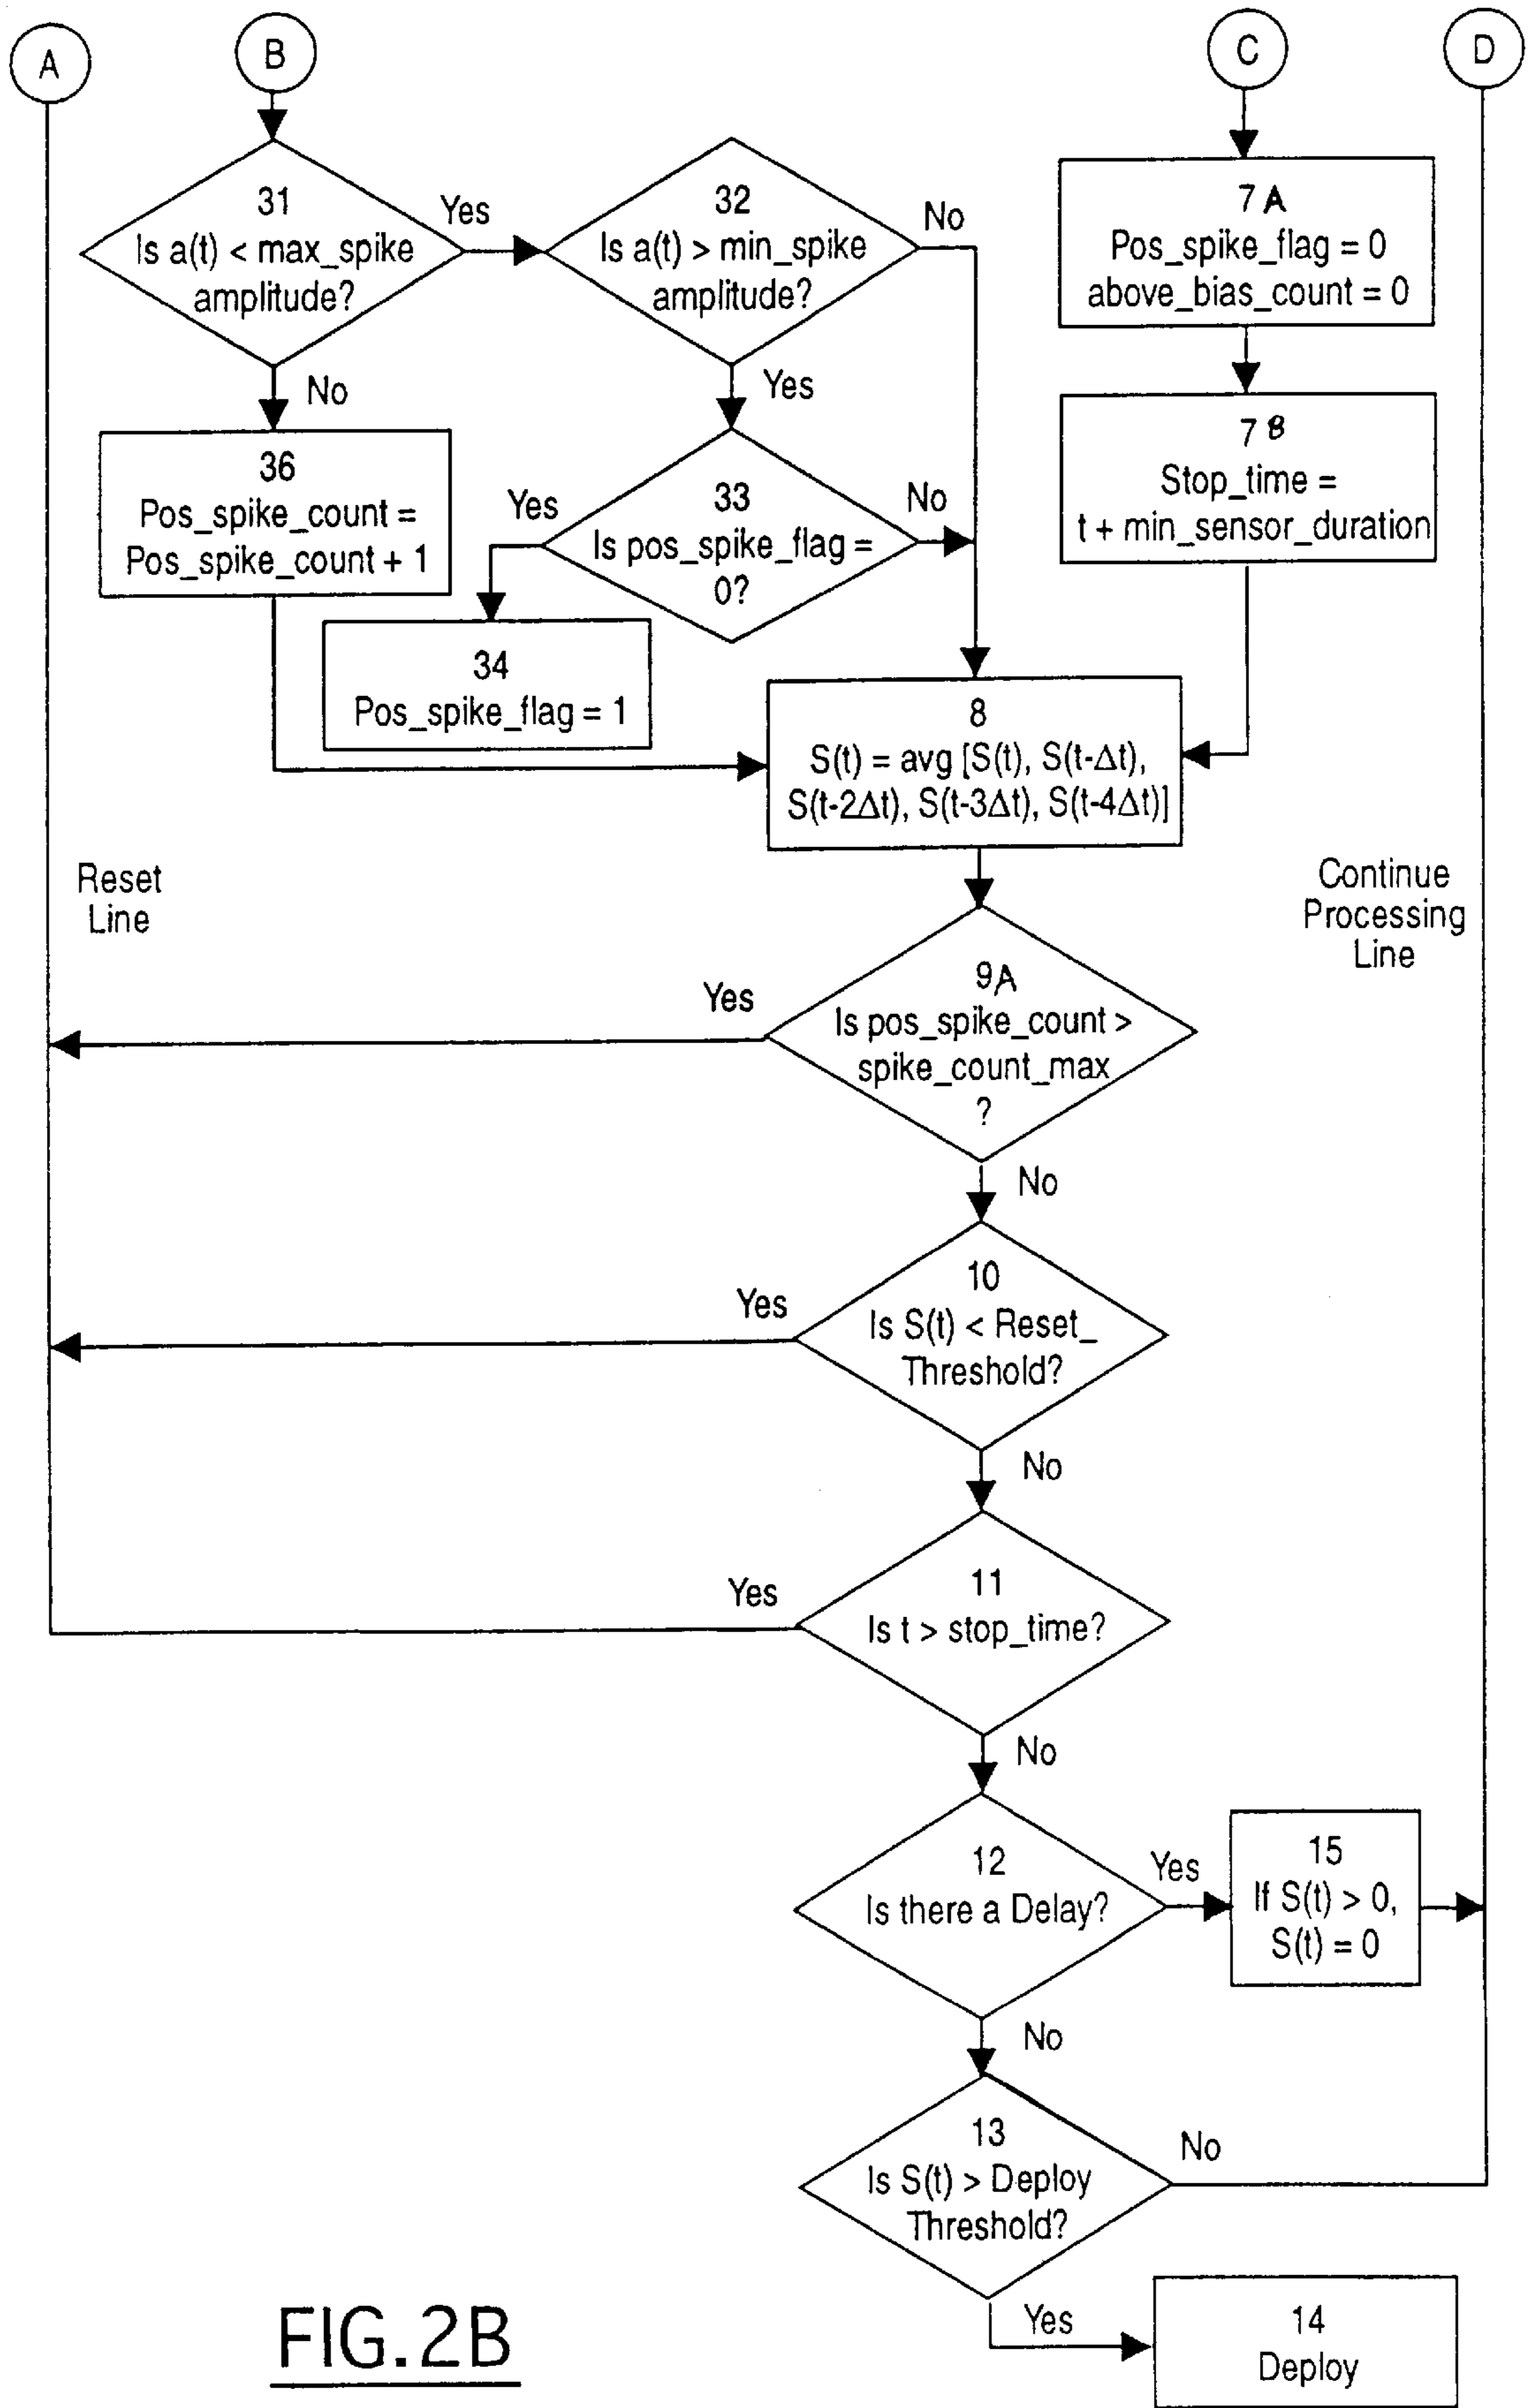 A
B
C
D
31
Is a(t) < max_spike
amplitude?
Yes
No
32
Is a(t) > min_spike
amplitude?
No
Yes
7A
Pos_spike_flag = 0
above_bias_count = 0
36
Pos_spike_count =
Pos_spike_count + 1
33
Is pos_spike_flag =
0?
Yes
No
7B
Stop_time =
t + min_sensor_duration
34
Pos_spike_flag = 1
8
S(t) = avg [S(t), S(t-Δt),
S(t-2Δt), S(t-3Δt), S(t-4Δt)]
Reset
Line
Continue
Processing
Line
9A
Is pos_spike_count >
spike_count_max
?
Yes
No
10
Is S(t) < Reset_
Threshold?
Yes
No
11
Is t > stop_time?
Yes
No
12
Is there a Delay?
Yes
No
15
If S(t) > 0,
S(t) = 0
13
Is S(t) > Deploy
Threshold?
No
Yes
14
Deploy
FIG. 2B